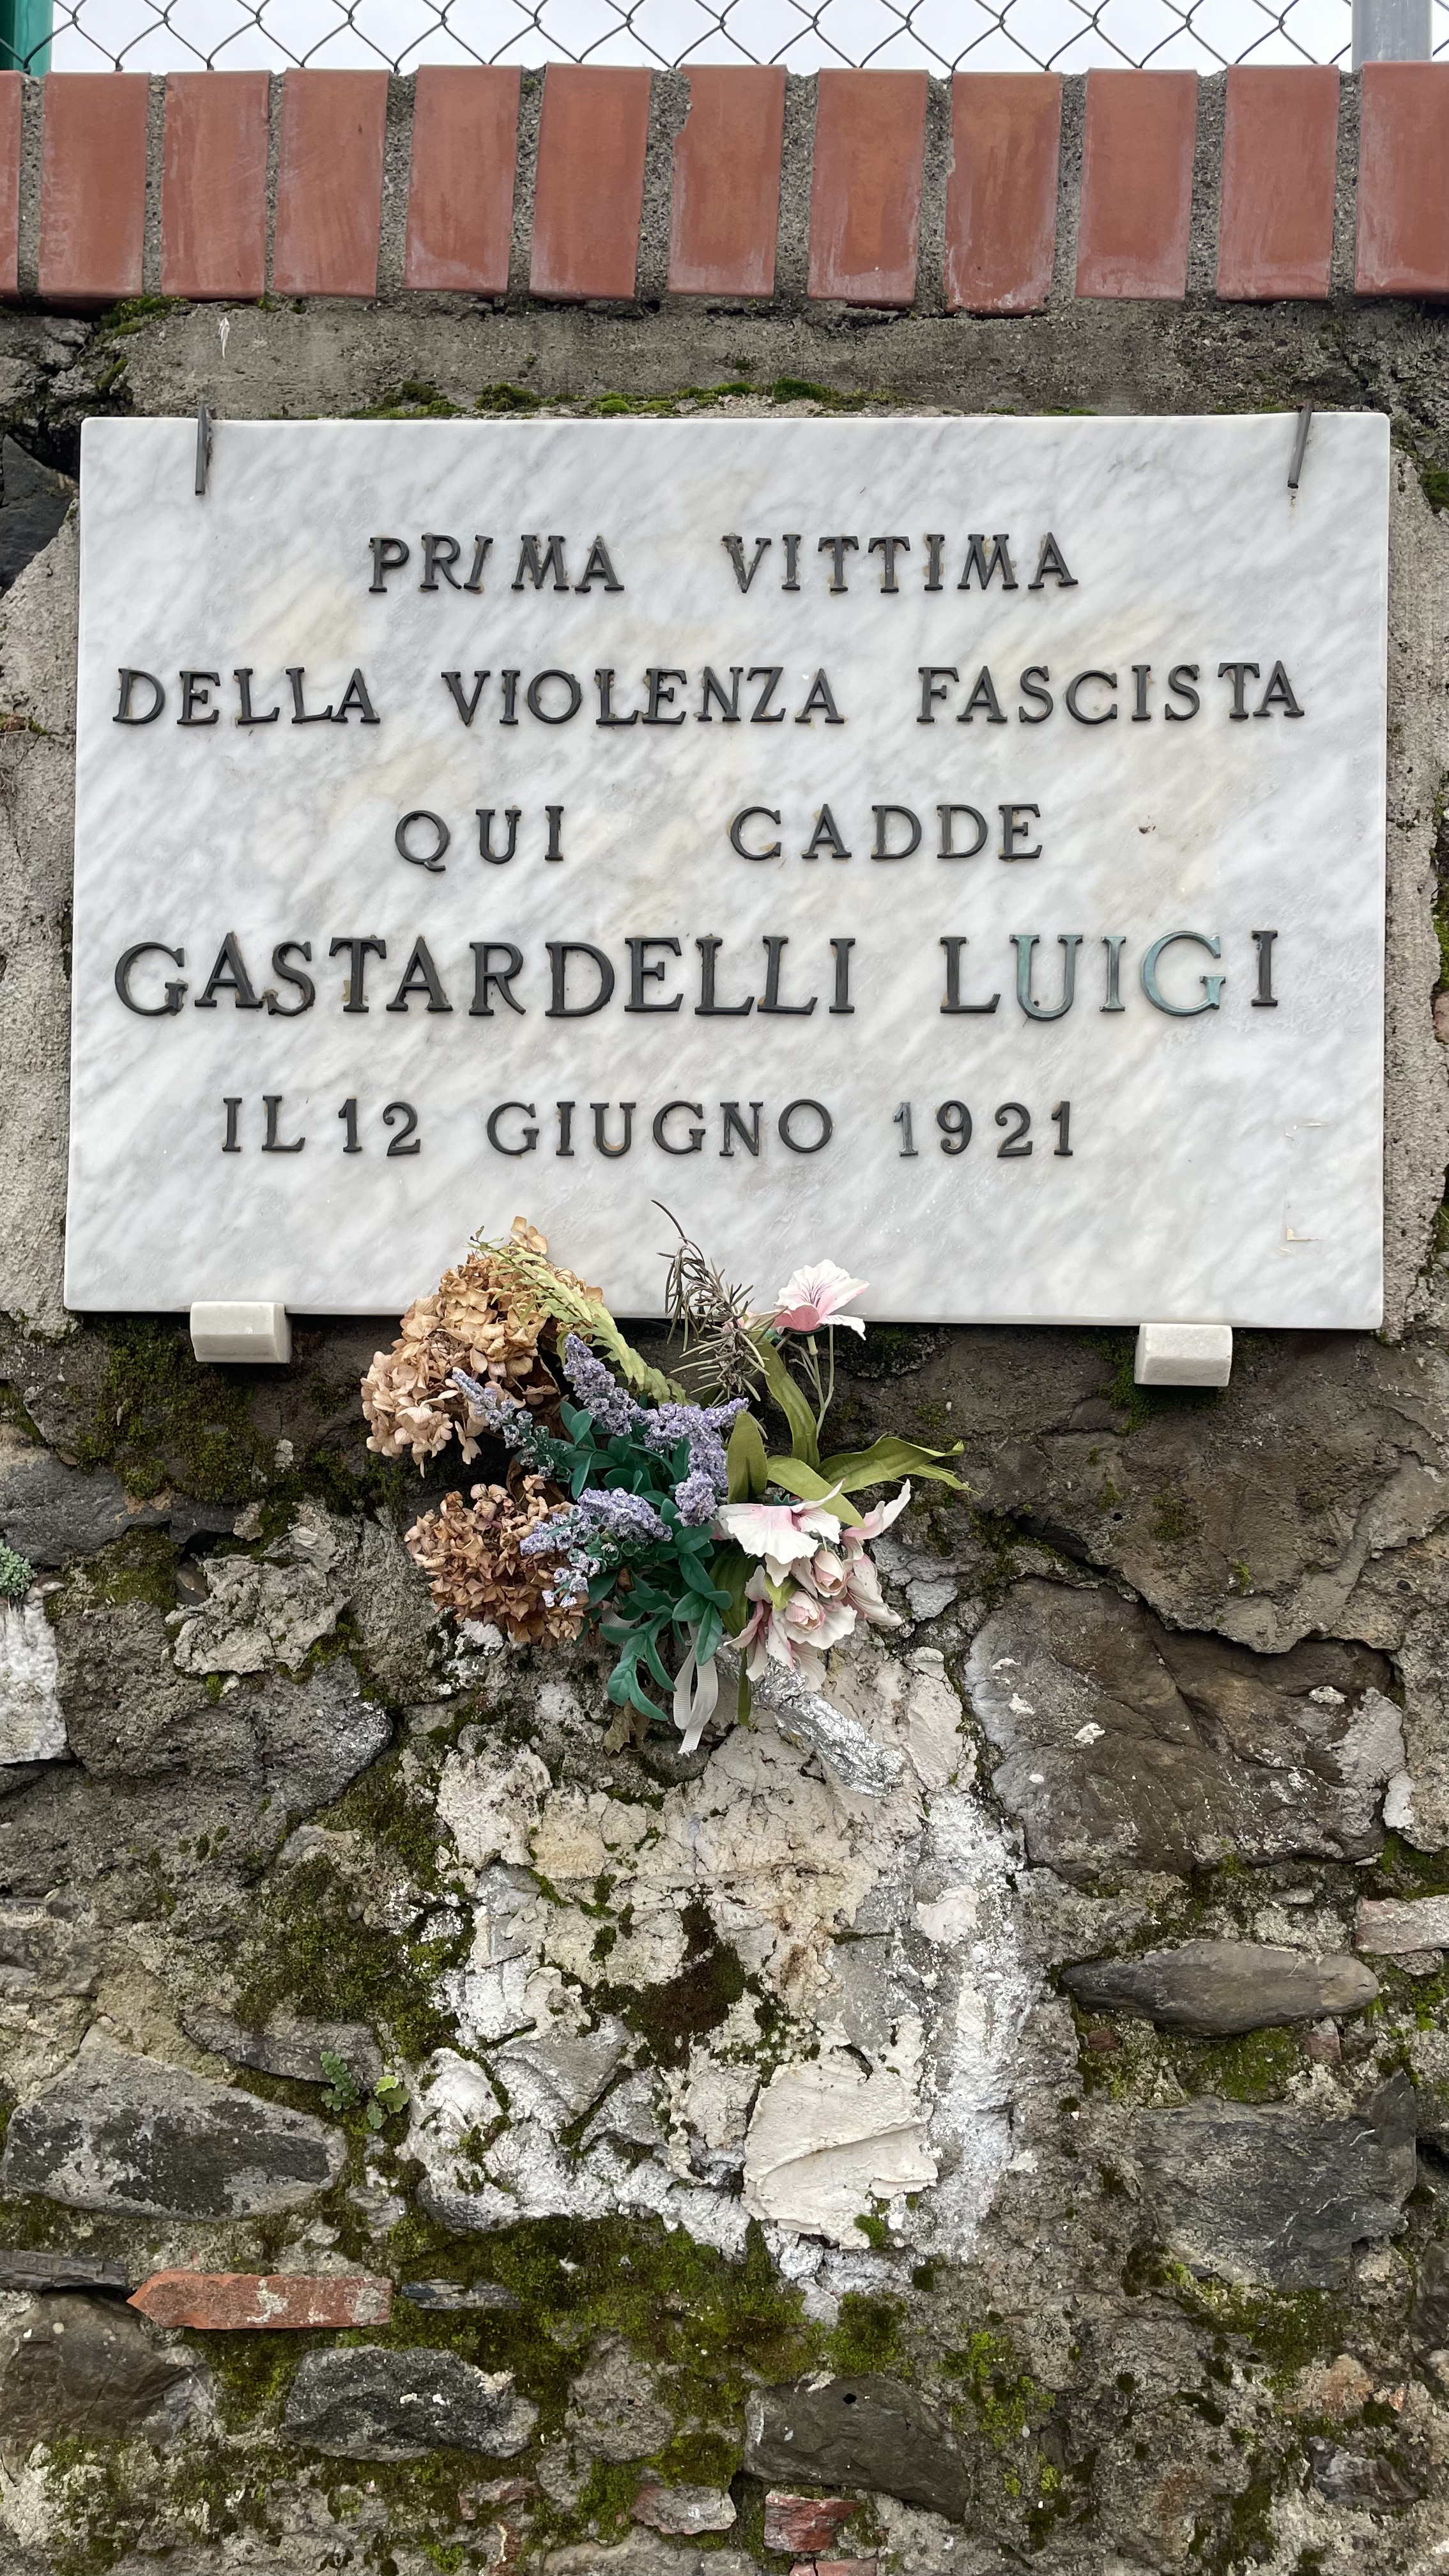 PRIMA VITTIMA
DELLA VIOLENZA FASCISTA
QUI CADDE
GASTARDELLI LUIGI
IL 12 GIUGNO 1921